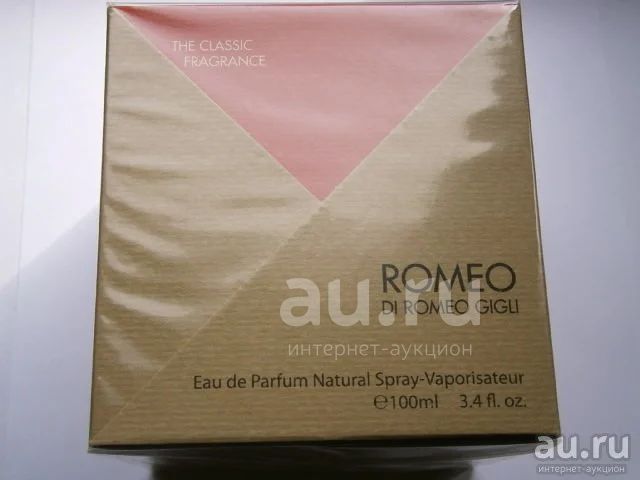 THE CLASSIC
FRAGRANCE
ROMEO
DI ROMEO GIGLI
au.ru
интернет-аукцион
Eau de Parfum Natural Spray-Vaporisateur
℮100ml 3.4 fl. oz.
au.ru
интернет-аукцион